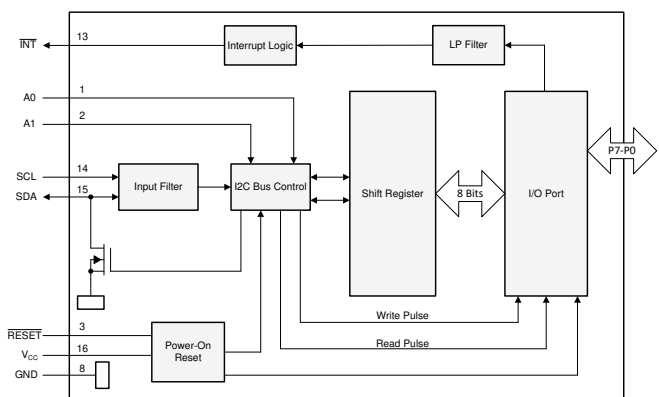 INT
13
Interrupt Logic
LP Filter
A0
1
A1
2
P7-P0
SCL
14
SDA
15
Input Filter
I2C Bus Control
Shift Register
8 Bits
I/O Port
Write Pulse
RESET
3
Read Pulse
VCC
16
Power-On
Reset
GND
8